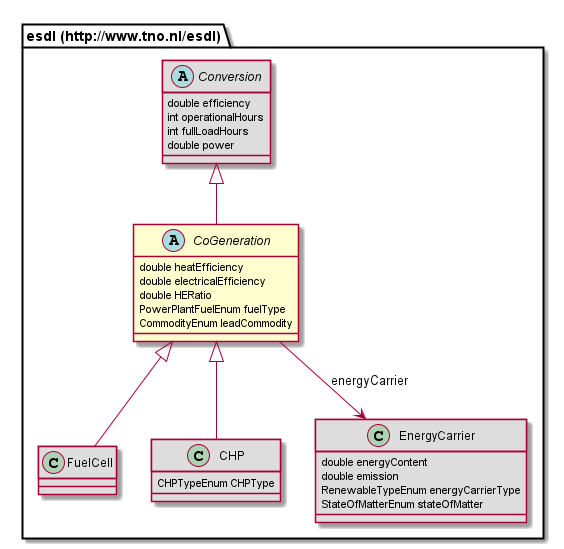 esdl (http://www.tno.nl/esdl)
A Conversion
double efficiency
int operationalHours
int fullLoadHours
double power
A CoGeneration
double heatEfficiency
double electricalEfficiency
double HERatio
PowerPlantFuelEnum fuelType
CommodityEnum leadCommodity
energyCarrier
C FuelCell
C CHP
CHPTypeEnum CHPType
C EnergyCarrier
double energyContent
double emission
RenewableTypeEnum energyCarrierType
StateOfMatterEnum stateOfMatter